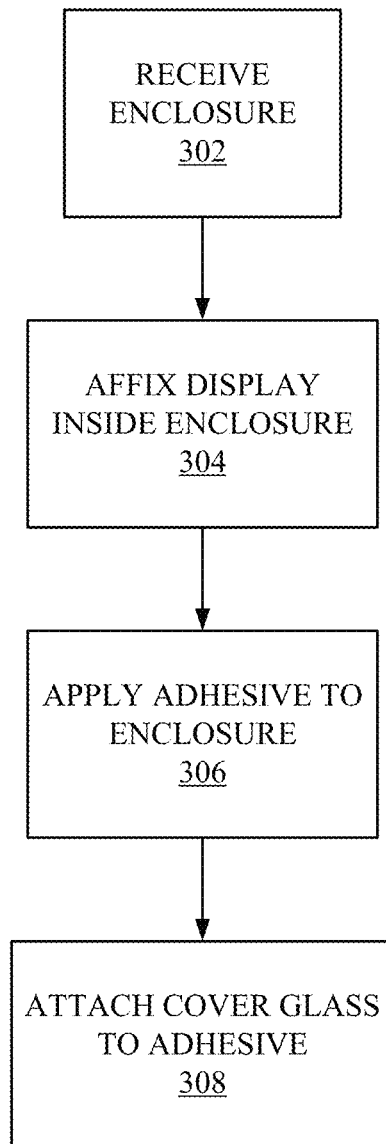 RECEIVE
ENCLOSURE
302
AFFIX DISPLAY
INSIDE ENCLOSURE
304
APPLY ADHESIVE TO
ENCLOSURE
306
ATTACH COVER GLASS
TO ADHESIVE
308